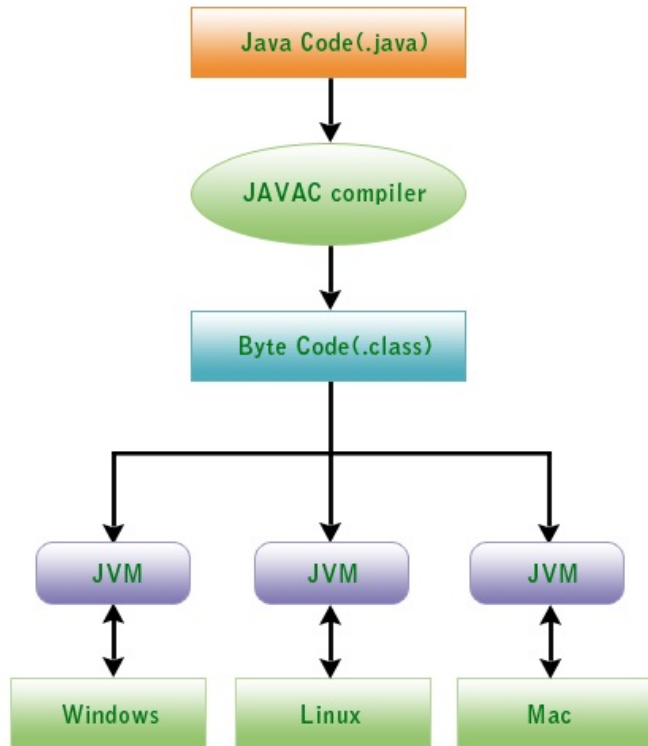 Java Code(.java)
JAVAC compiler
Byte Code(.class)
JVM
JVM
JVM
Windows
Linux
Mac